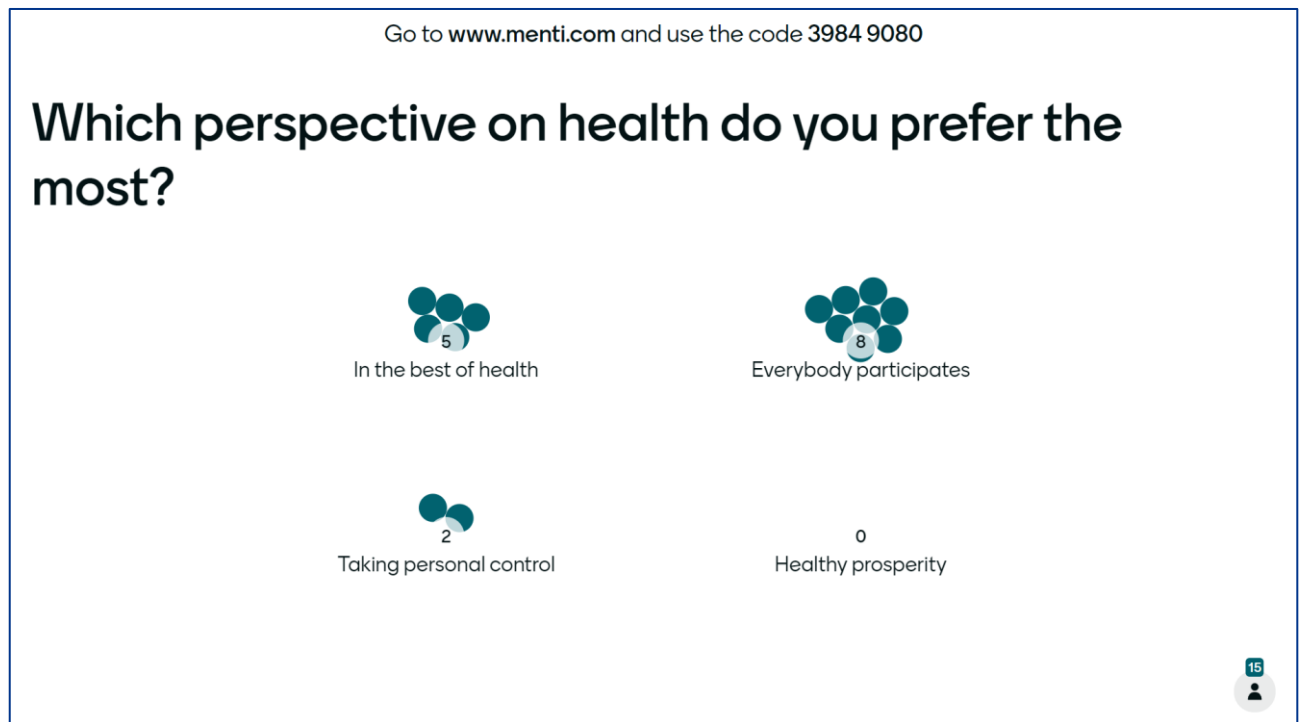 Go to www.menti.com and use the code 3984 9080
Which perspective on health do you prefer the
most?
5
In the best of health
8
Everybody participates
2
Taking personal control
0
Healthy prosperity
15